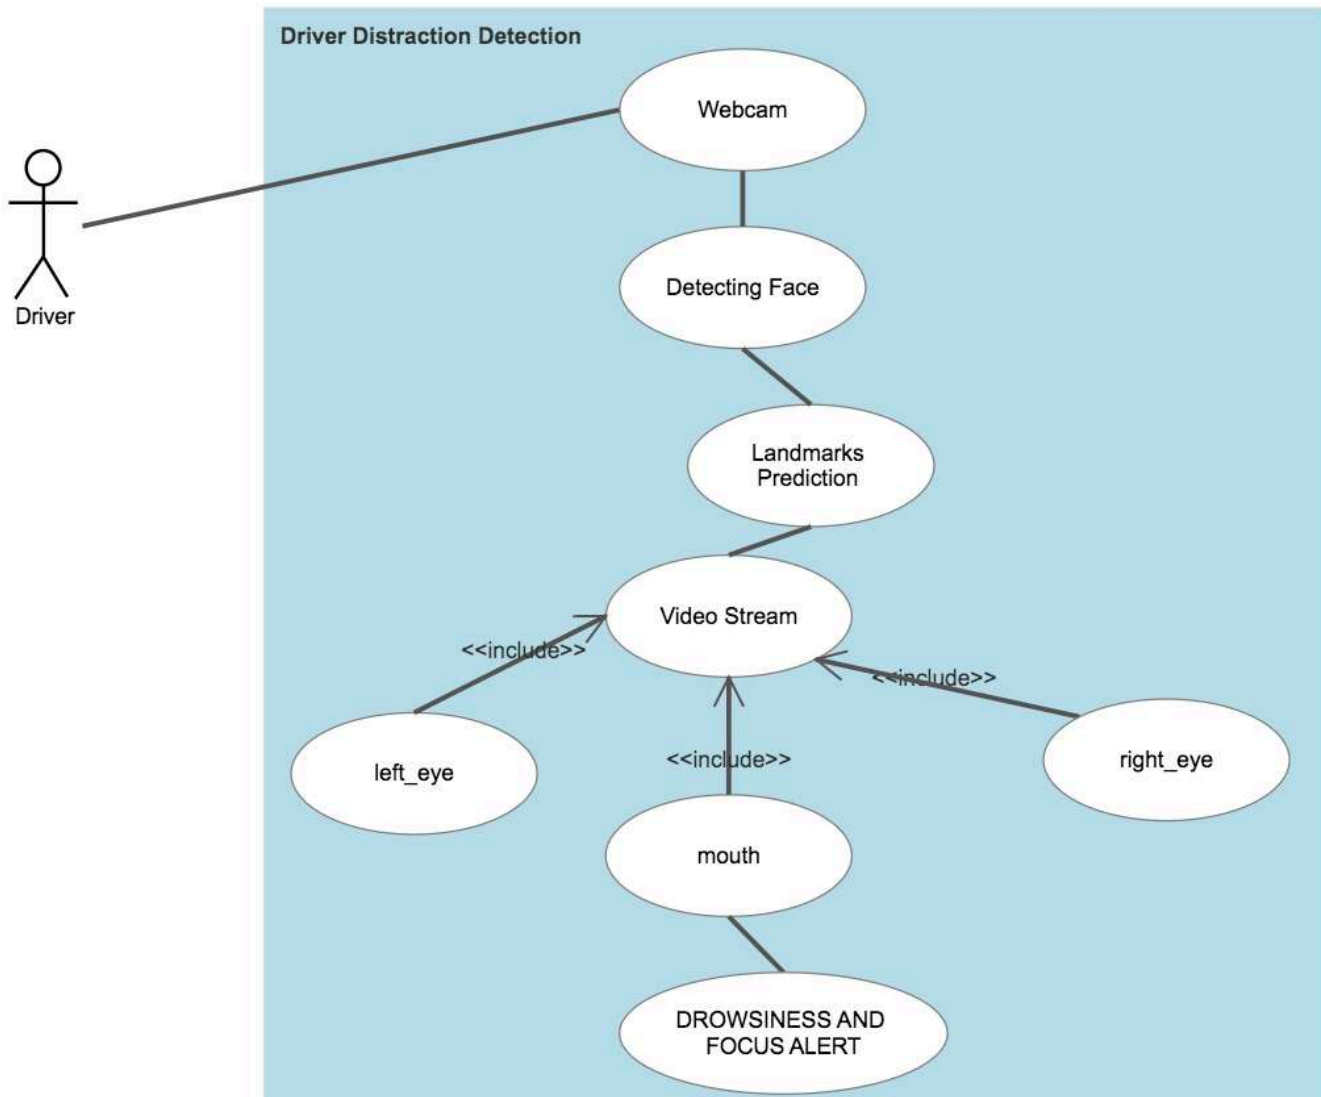 Driver Distraction Detection
Webcam
Driver
Detecting Face
Landmarks
Prediction
Video Stream
<<include>>
<<include>>
<<include>>
left_eye
right_eye
mouth
DROWSINESS AND
FOCUS ALERT